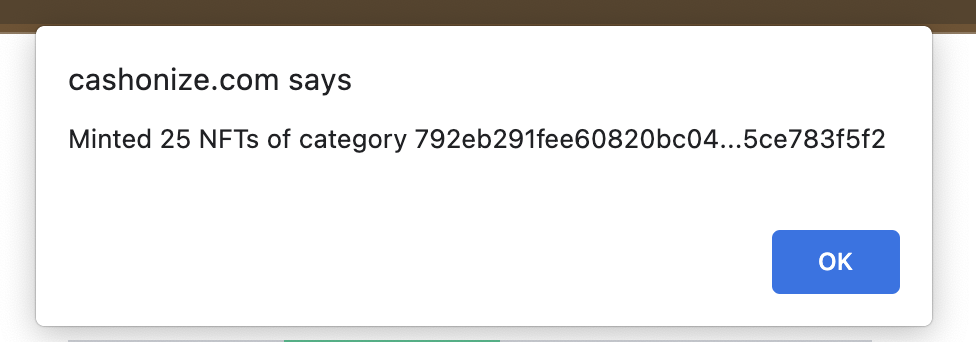 cashonize.com says
Minted 25 NFTs of category 792eb291fee60820bc04...5ce783f5f2
OK